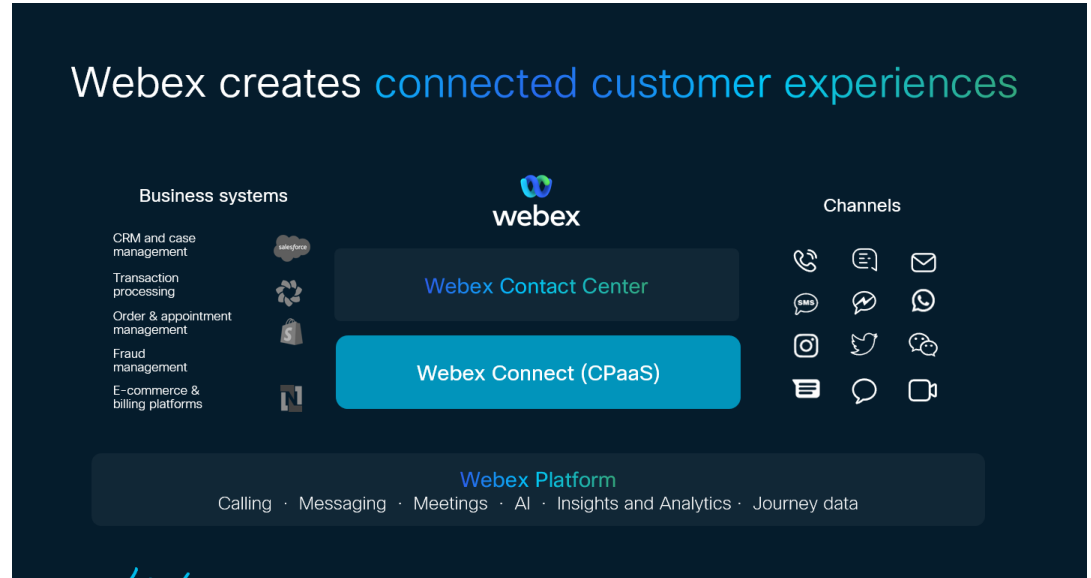 Webex creates connected customer experiences
Business systems
CRM and case
management
salesforce
Transaction
processing
Order & appointment
management
Fraud
management
E-commerce &
billing platforms
webex
Webex Contact Center
Webex Connect (CPaaS)
Channels
SMS
Webex Platform
Calling · Messaging · Meetings · AI · Insights and Analytics · Journey data